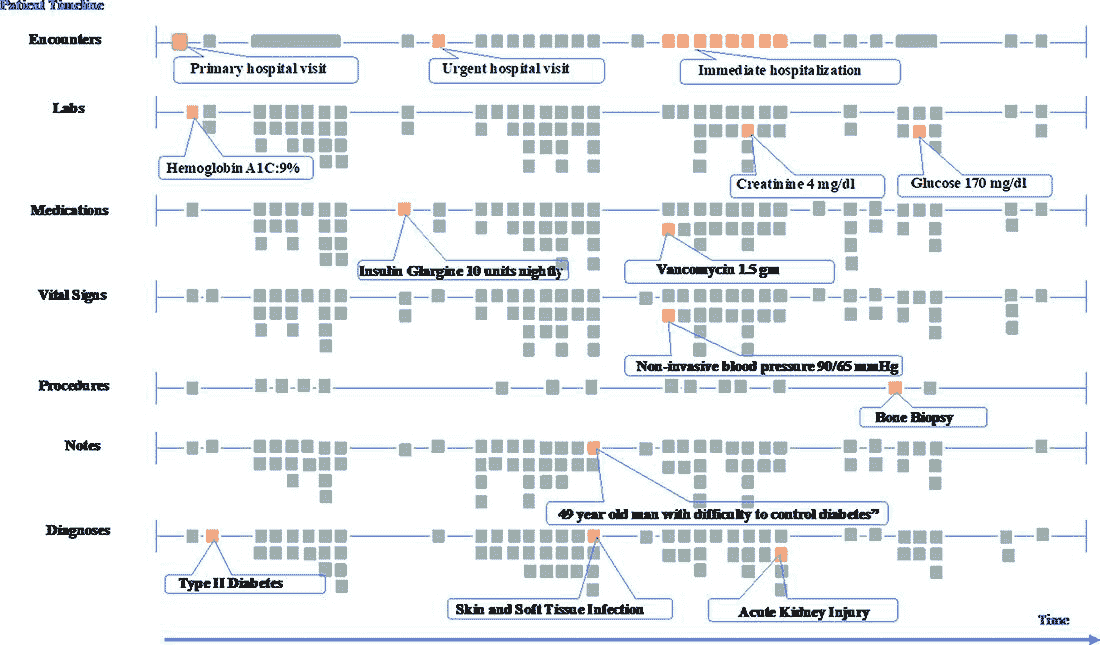 Patient Timeline
Encounters
Primary hospital visit
Urgent hospital visit
Immediate hospitalization
Labs
Hemoglobin A1C:9%
Creatinine 4 mg/dl
Glucose 170 mg/dl
Medications
Insulin Glargine 10 units nightly
Vancomycin 1.5 gm
Vital Signs
Non-invasive blood pressure 90/65 mmHg
Procedures
Bone Biopsy
Notes
49 year old man with difficulty to control diabetes”
Diagnoses
Type II Diabetes
Skin and Soft Tissue Infection
Acute Kidney Injury
Time